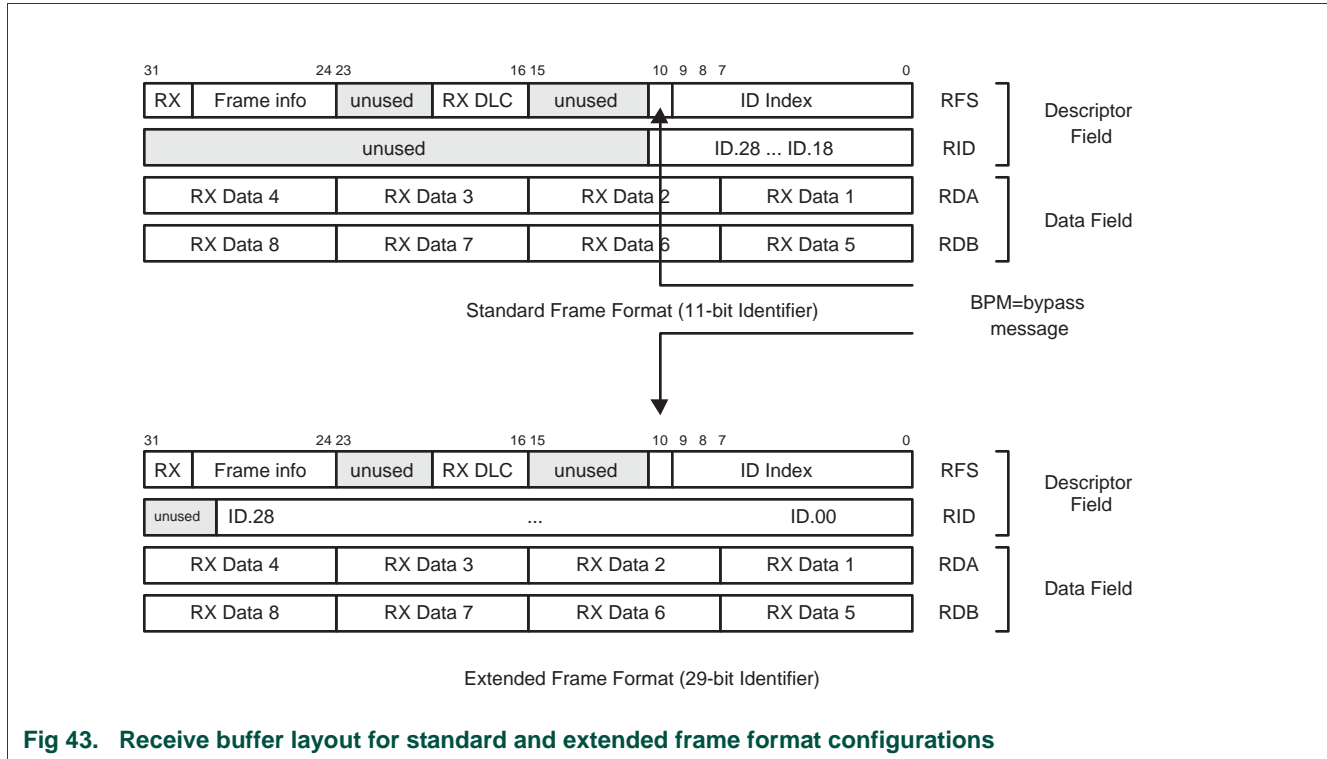 31 24 23 16 15 10 9 8 7 0
RX Frame info unused RX DLC unused ID Index RFS
Descriptor
Field
unused ID.28 ... ID.18 RID
RX Data 4 RX Data 3 RX Data 2 RX Data 1 RDA
Data Field
RX Data 8 RX Data 7 RX Data 6 RX Data 5 RDB
Standard Frame Format (11-bit Identifier)
BPM=bypass
message
31 24 23 16 15 10 9 8 7 0
RX Frame info unused RX DLC unused ID Index RFS
Descriptor
Field
unused ID.28 ... ID.00 RID
RX Data 4 RX Data 3 RX Data 2 RX Data 1 RDA
Data Field
RX Data 8 RX Data 7 RX Data 6 RX Data 5 RDB
Extended Frame Format (29-bit Identifier)
Fig 43. Receive buffer layout for standard and extended frame format configurations